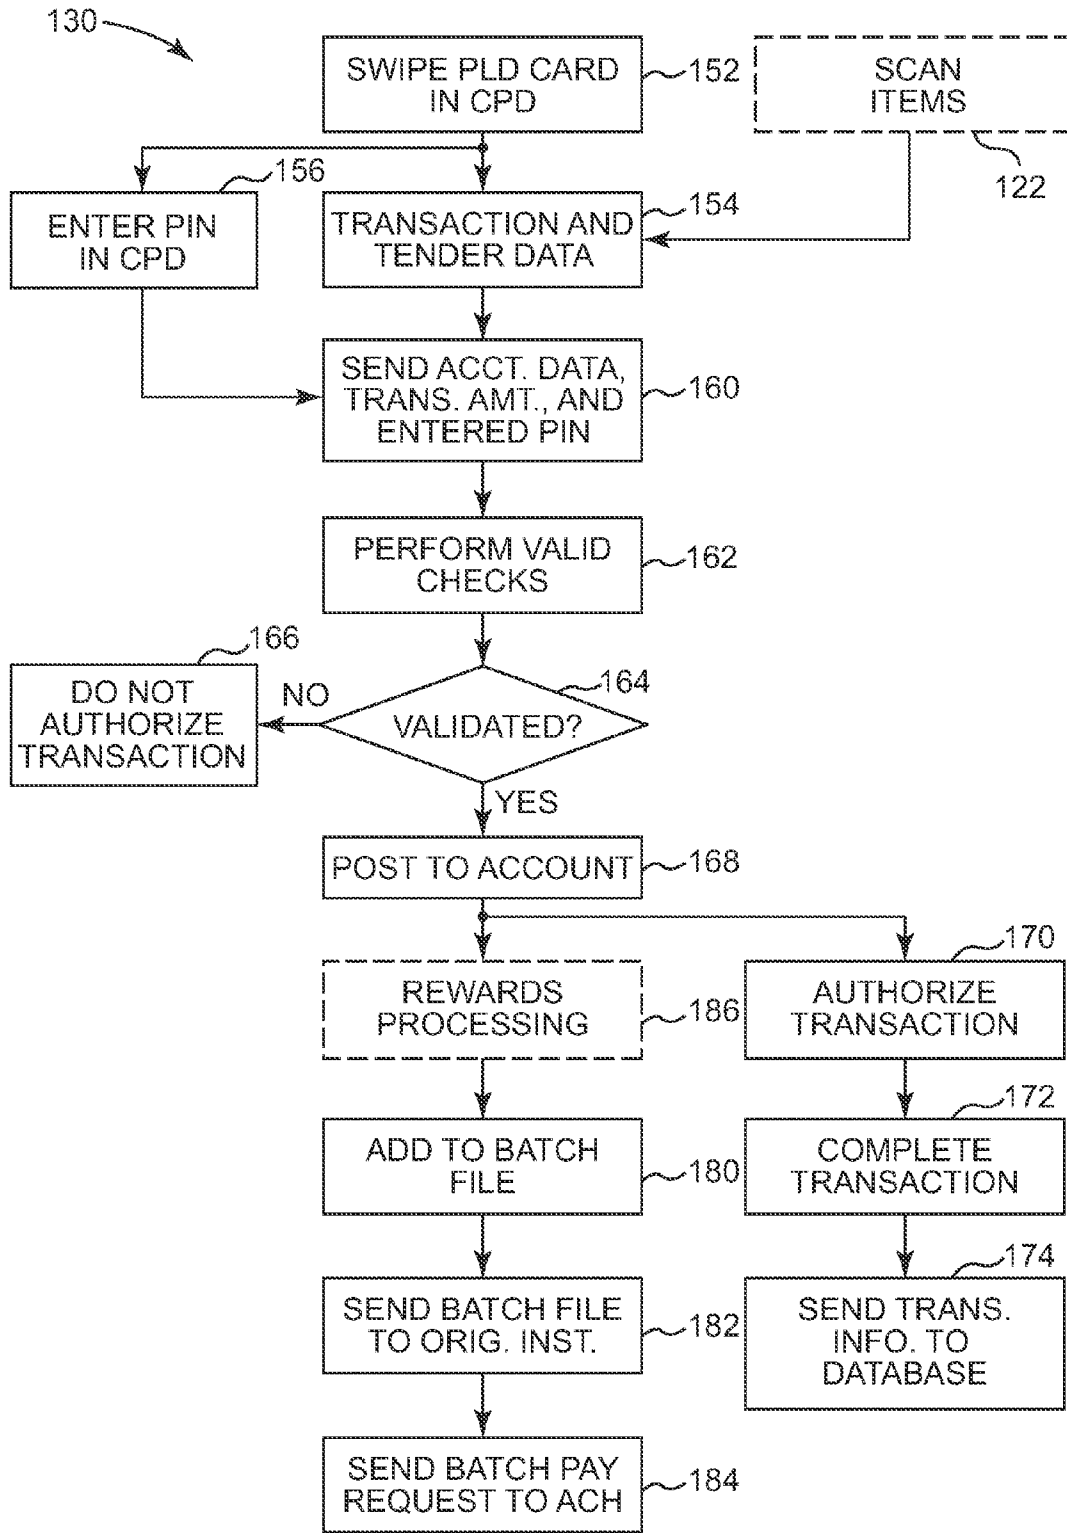 130
SWIPE PLD CARD
IN CPD
152
SCAN
ITEMS
122
156
ENTER PIN
IN CPD
TRANSACTION AND
TENDER DATA
154
SEND ACCT. DATA,
TRANS. AMT., AND
ENTERED PIN
160
PERFORM VALID
CHECKS
162
166
DO NOT
AUTHORIZE
TRANSACTION
NO
164
VALIDATED?
YES
POST TO ACCOUNT
168
REWARDS
PROCESSING
186
170
AUTHORIZE
TRANSACTION
ADD TO BATCH
FILE
180
172
COMPLETE
TRANSACTION
SEND BATCH FILE
TO ORIG. INST.
182
174
SEND TRANS.
INFO. TO
DATABASE
SEND BATCH PAY
REQUEST TO ACH
184